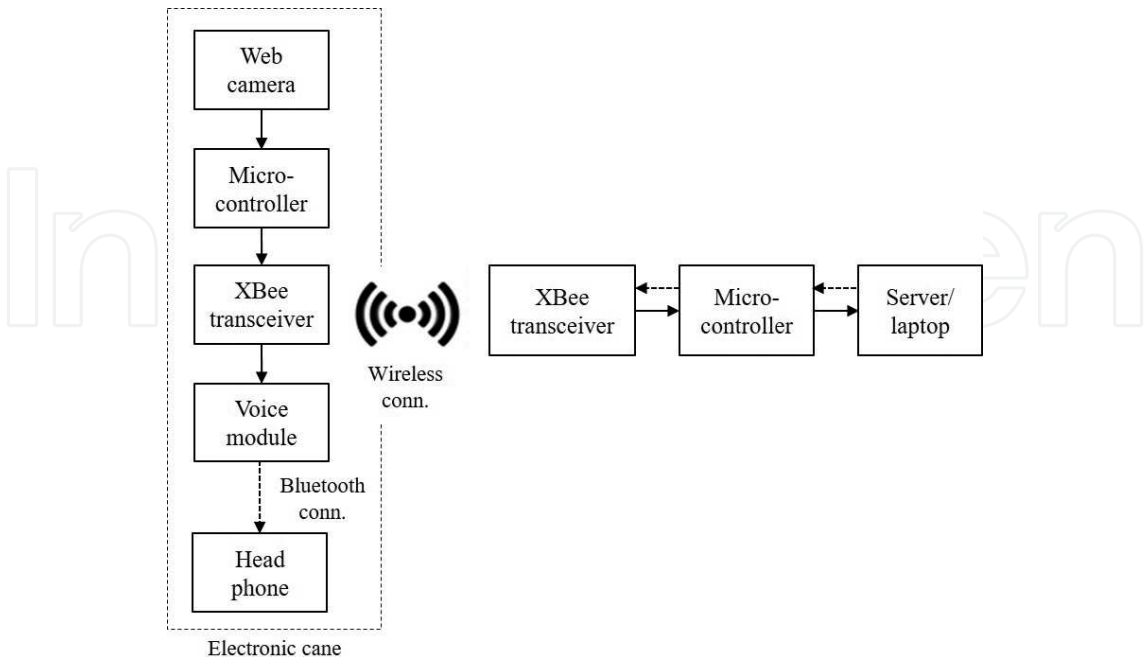 Web
camera
Micro-
controller
XBee
transceiver
Voice
module
Bluetooth
conn.
Head
phone
Electronic cane
Wireless
conn.
XBee
transceiver
Micro-
controller
Server/
laptop